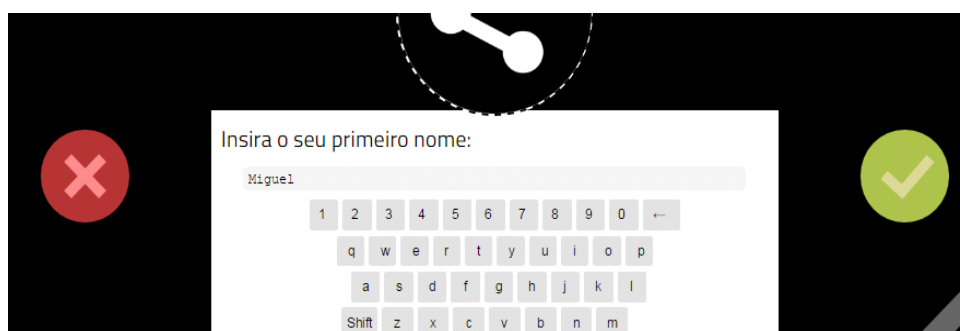 Insira o seu primeiro nome:
Miguel
1 2 3 4 5 6 7 8 9 0 ←
q w e r t y u i o p
a s d f g h j k l
Shift z x c v b n m